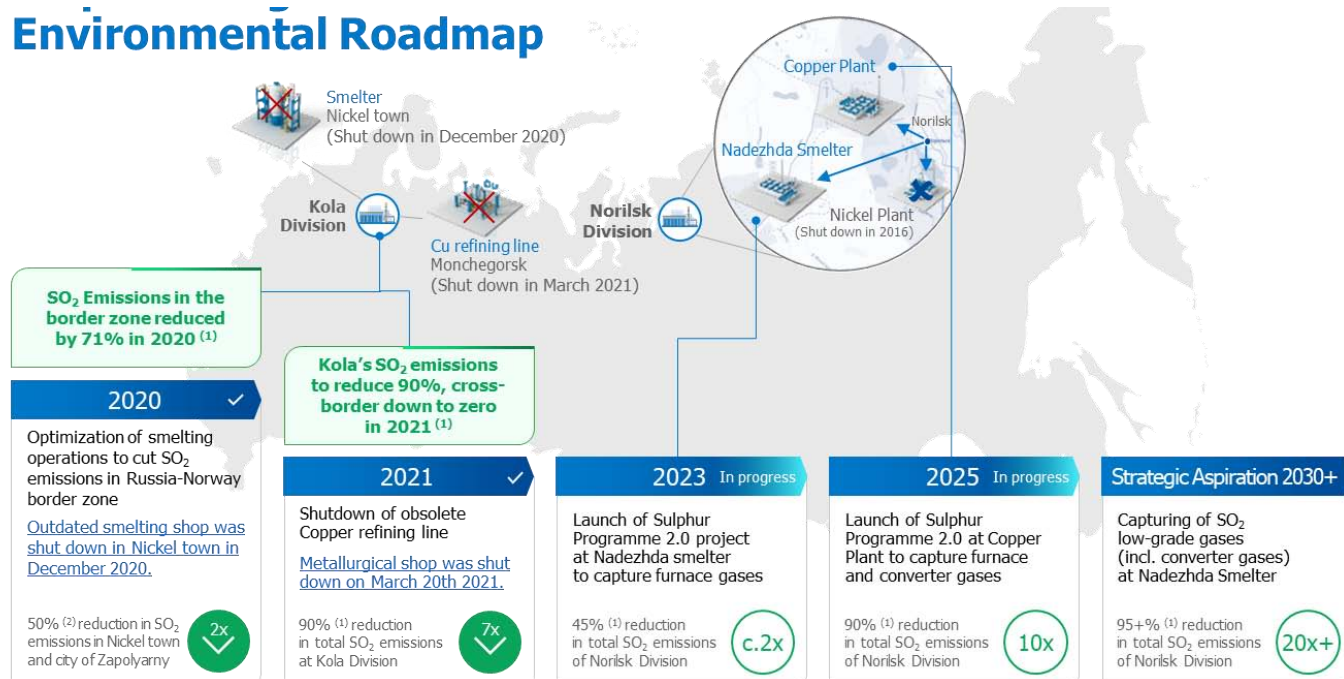 Environmental Roadmap
Smelter
Nickel town
(Shut down in December 2020)
Kola
Division
Cu refining line
Monchegorsk
(Shut down in March 2021)
Norilsk
Division
Copper Plant
Norilsk
Nadezhda Smelter
Nickel Plant
(Shut down in 2016)
SO₂ Emissions in the
border zone reduced
by 71% in 2020 (1)
Kola's SO₂ emissions
to reduce 90%, cross-
border down to zero
in 2021 (1)
2020
Optimization of smelting
operations to cut SO₂
emissions in Russia-Norway
border zone
Outdated smelting shop was
shut down in Nickel town in
December 2020.
50% (2) reduction in SO₂
emissions in Nickel town
and city of Zapolyarny
2x
2021
Shutdown of obsolete
Copper refining line
Metallurgical shop was shut
down on March 20th 2021.
90% (1) reduction
in total SO₂ emissions
at Kola Division
7x
2023 In progress
Launch of Sulphur
Programme 2.0 project
at Nadezhda smelter
to capture furnace gases
45% (1) reduction
in total SO₂ emissions
of Norilsk Division
c.2x
2025 In progress
Launch of Sulphur
Programme 2.0 at Copper
Plant to capture furnace
and converter gases
90% (1) reduction
in total SO₂ emissions
of Norilsk Division
10x
Strategic Aspiration 2030+
Capturing of SO₂
low-grade gases
(incl. converter gases)
at Nadezhda Smelter
95+% (1) reduction
in total SO₂ emissions
of Norilsk Division
20x+